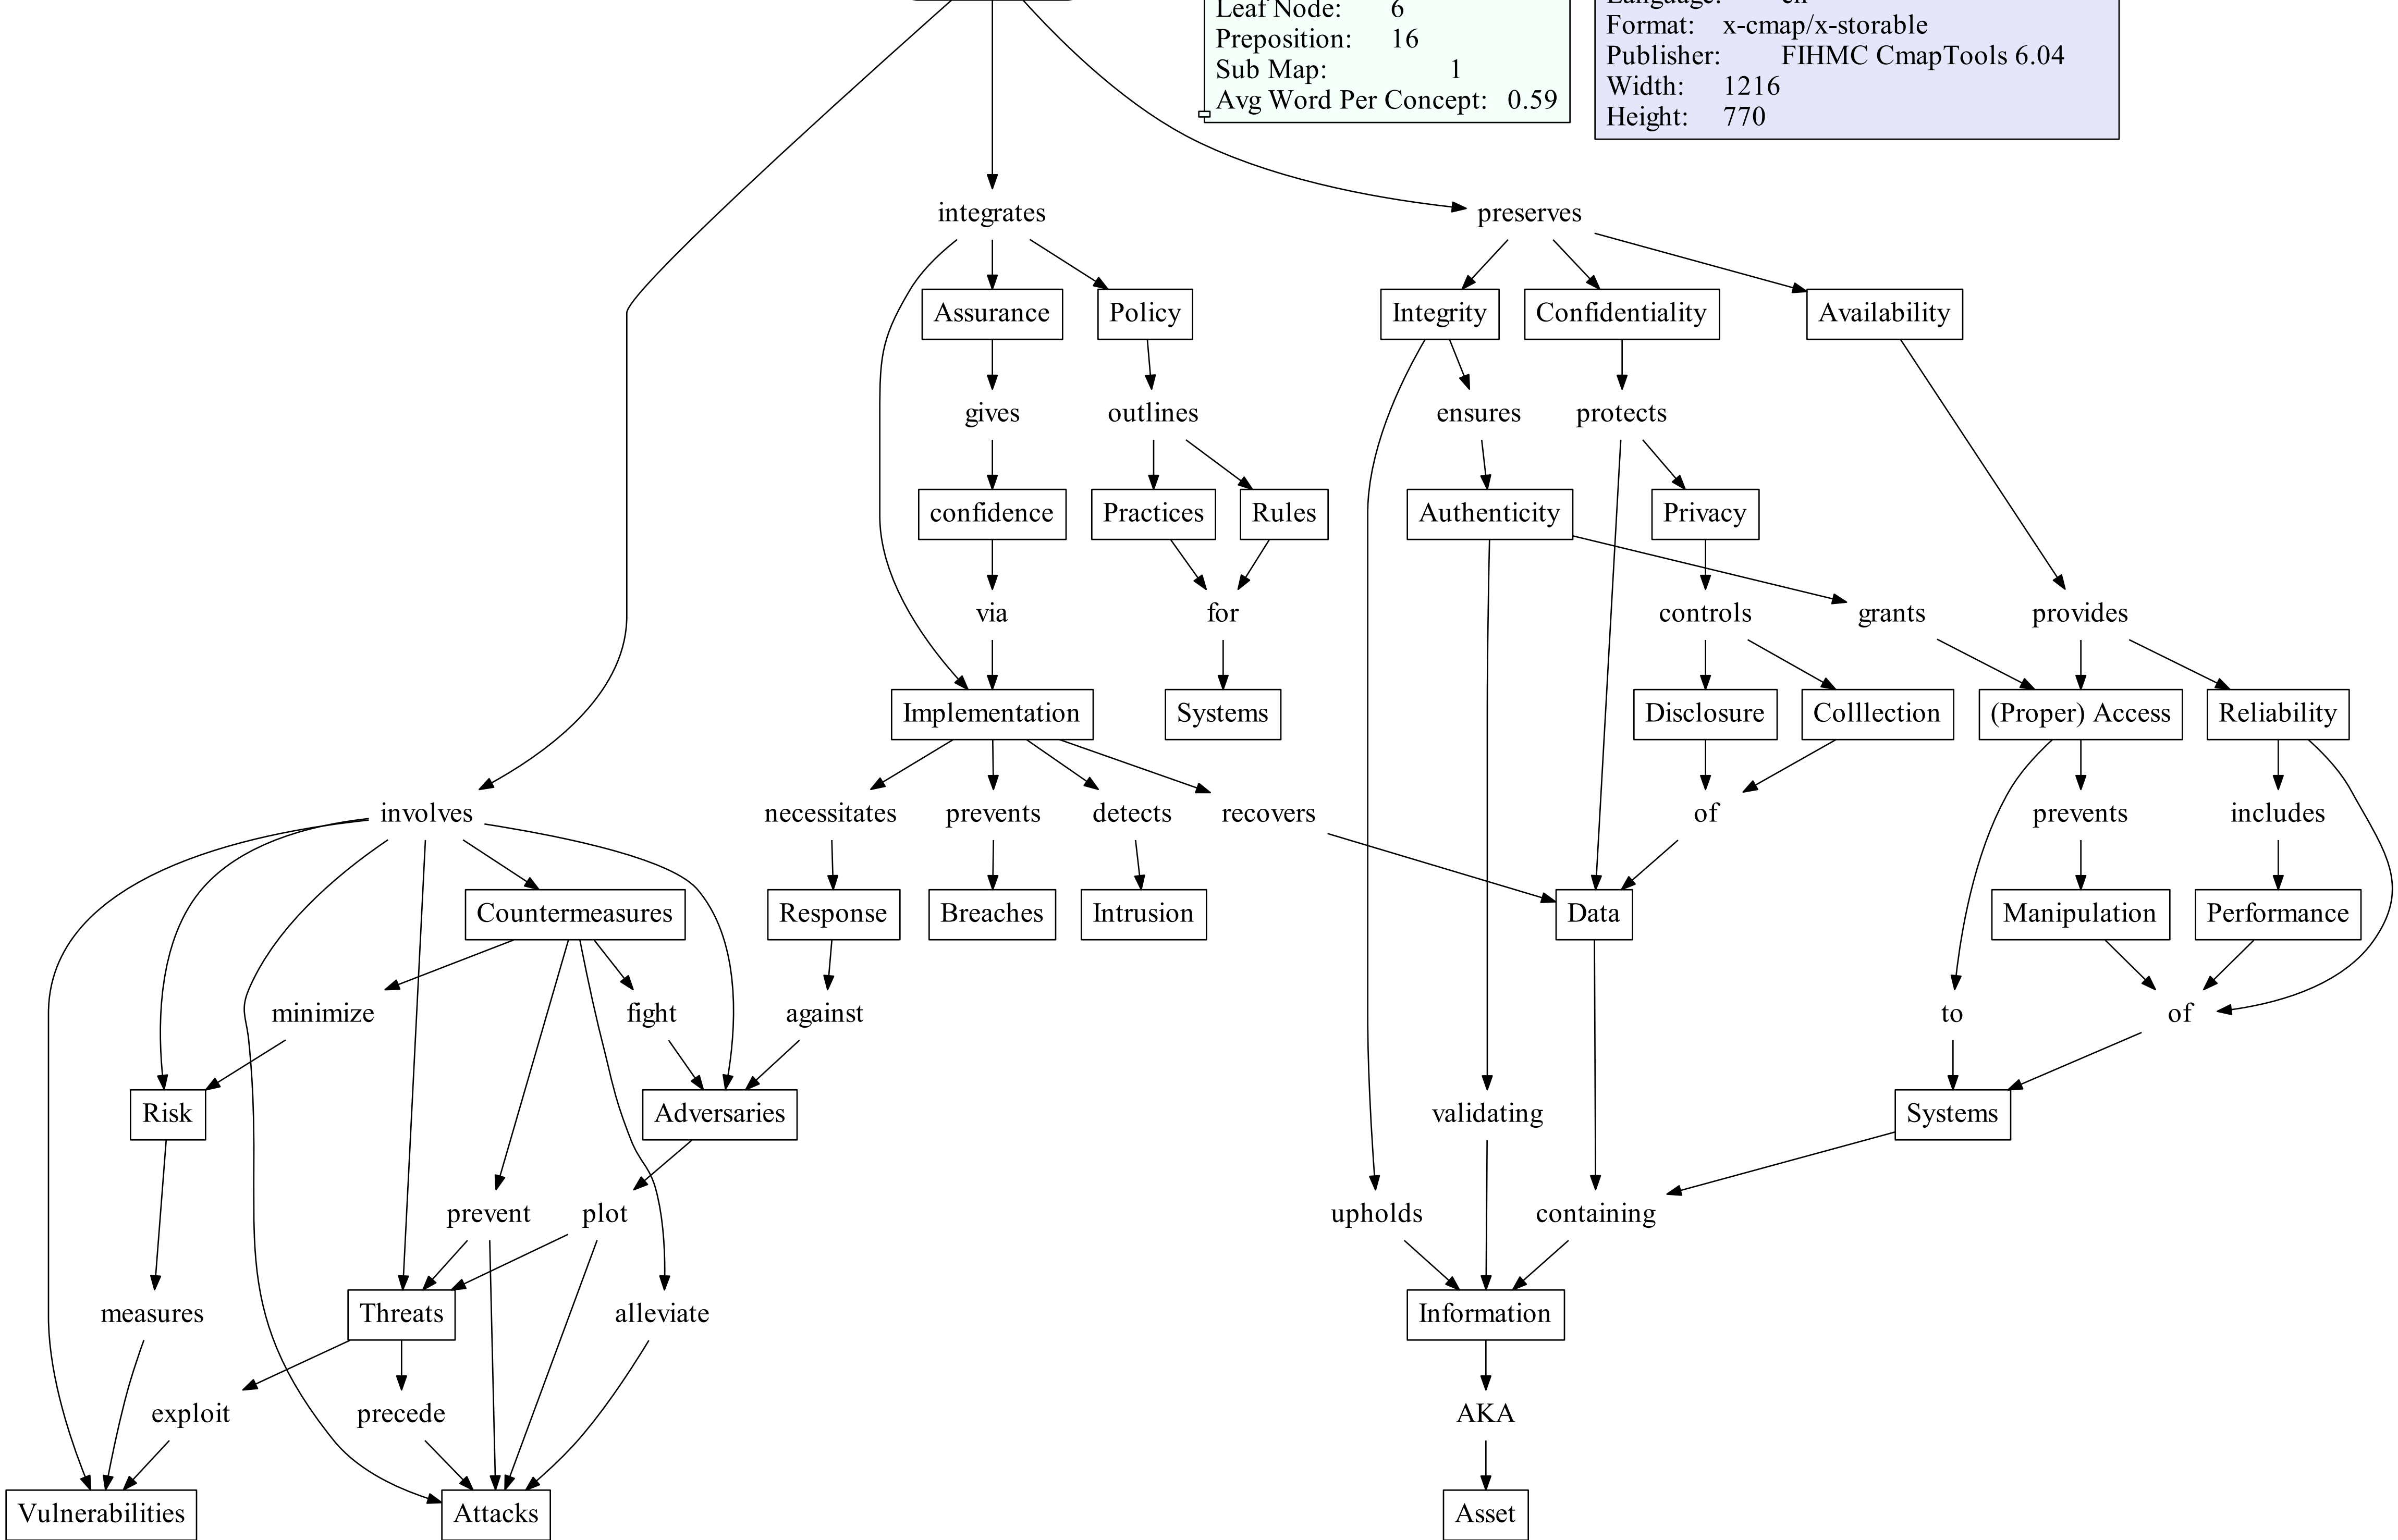 Leaf Node: 6
Preposition: 16
Sub Map: 1
Avg Word Per Concept: 0.59
Format: x-cmap/x-storable
Publisher: FIHMC CmapTools 6.04
Width: 1216
Height: 770
integrates
preserves
Assurance
Policy
Integrity
Confidentiality
Availability
gives
outlines
ensures
protects
confidence
Practices
Rules
Authenticity
Privacy
via
for
controls
grants
provides
Implementation
Systems
Disclosure
Colllection
(Proper) Access
Reliability
involves
necessitates
prevents
detects
recovers
of
prevents
includes
Countermeasures
Response
Breaches
Intrusion
Data
Manipulation
Performance
minimize
fight
against
to
of
Risk
Adversaries
validating
Systems
prevent
plot
upholds
containing
measures
Threats
alleviate
Information
exploit
precede
AKA
Vulnerabilities
Attacks
Asset